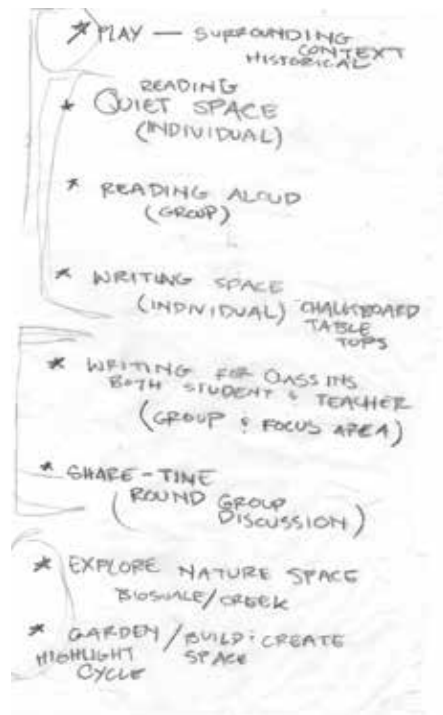 * PLAY — SURROUNDING
CONTEXT
HISTORICAL
READING
* QUIET SPACE
(INDIVIDUAL)
* READING ALOUD
(GROUP)
* WRITING SPACE
(INDIVIDUAL) CHALKBOARD
TABLE
TOPS
* WRITING FOR CLASS INS
BOTH STUDENT & TEACHER
(GROUP & FOCUS AREA)
* SHARE-TIME
(ROUND GROUP
DISCUSSION)
* EXPLORE NATURE SPACE
BIOSWALE/CREEK
* GARDEN/BUILD: CREATE
HIGHLIGHT SPACE
CYCLE